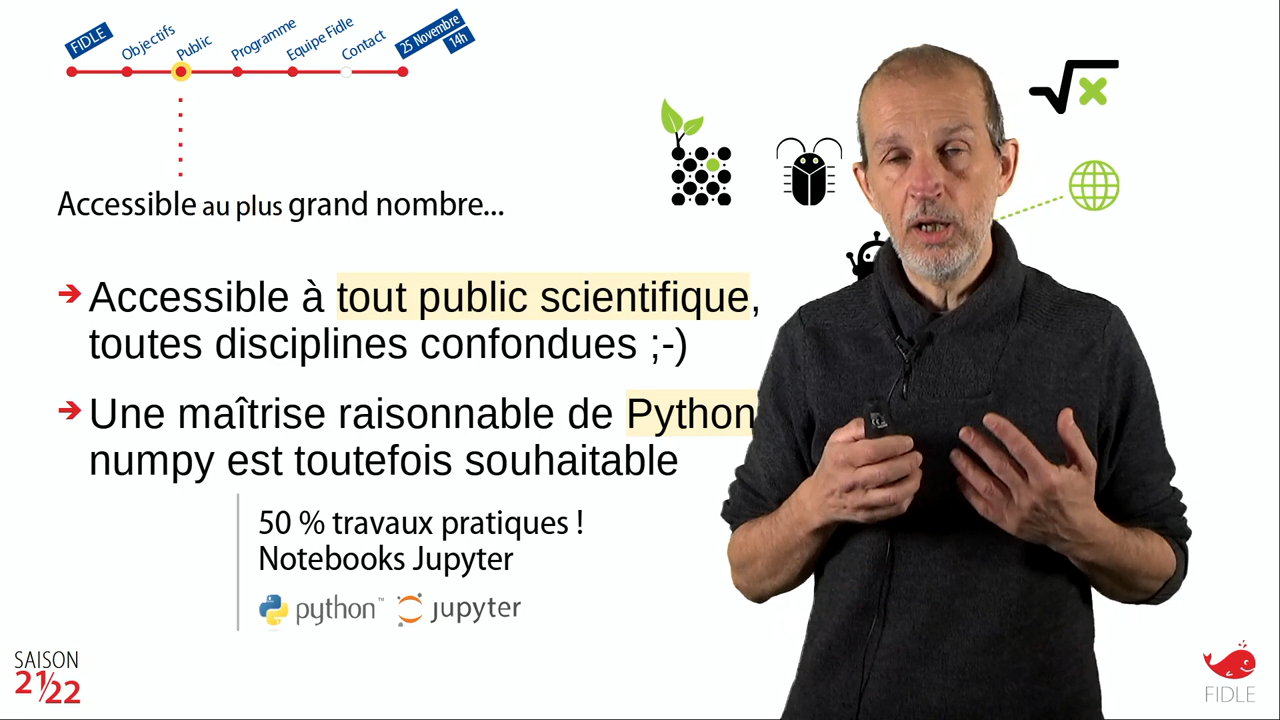 FIDLE
Objectifs
Public
Programme
Equipe Fidle
Contact
25 Novembre
14h
Accessible au plus grand nombre...
Accessible à tout public scientifique,
toutes disciplines confondues ;-)
Une maîtrise raisonnable de Python
numpy est toutefois souhaitable
50 % travaux pratiques !
Notebooks Jupyter
python™ jupyter
SAISON
21/22
FIDLE